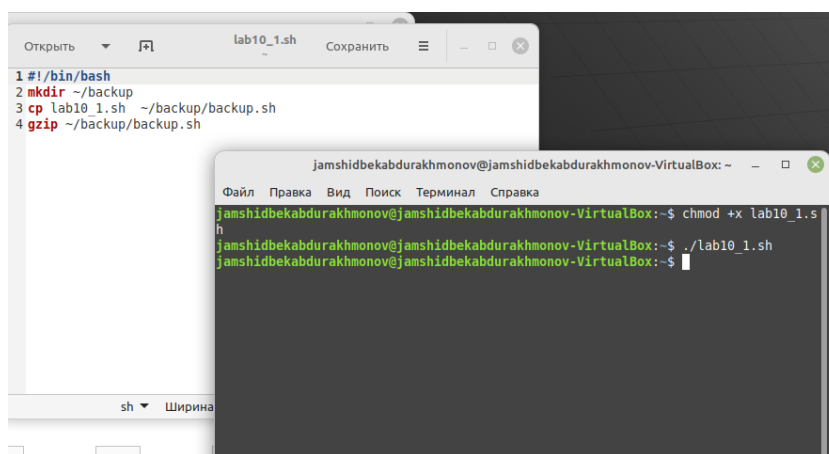 Открыть
lab10_1.sh
~
Сохранить
1 #!/bin/bash
2 mkdir ~/backup
3 cp lab10_1.sh  ~/backup/backup.sh
4 gzip ~/backup/backup.sh
jamshidbekabdurakhmonov@jamshidbekabdurakhmonov-VirtualBox: ~
Файл Правка Вид Поиск Терминал Справка
jamshidbekabdurakhmonov@jamshidbekabdurakhmonov-VirtualBox:~$ chmod +x lab10_1.s
h
jamshidbekabdurakhmonov@jamshidbekabdurakhmonov-VirtualBox:~$ ./lab10_1.sh
jamshidbekabdurakhmonov@jamshidbekabdurakhmonov-VirtualBox:~$
sh
Ширина